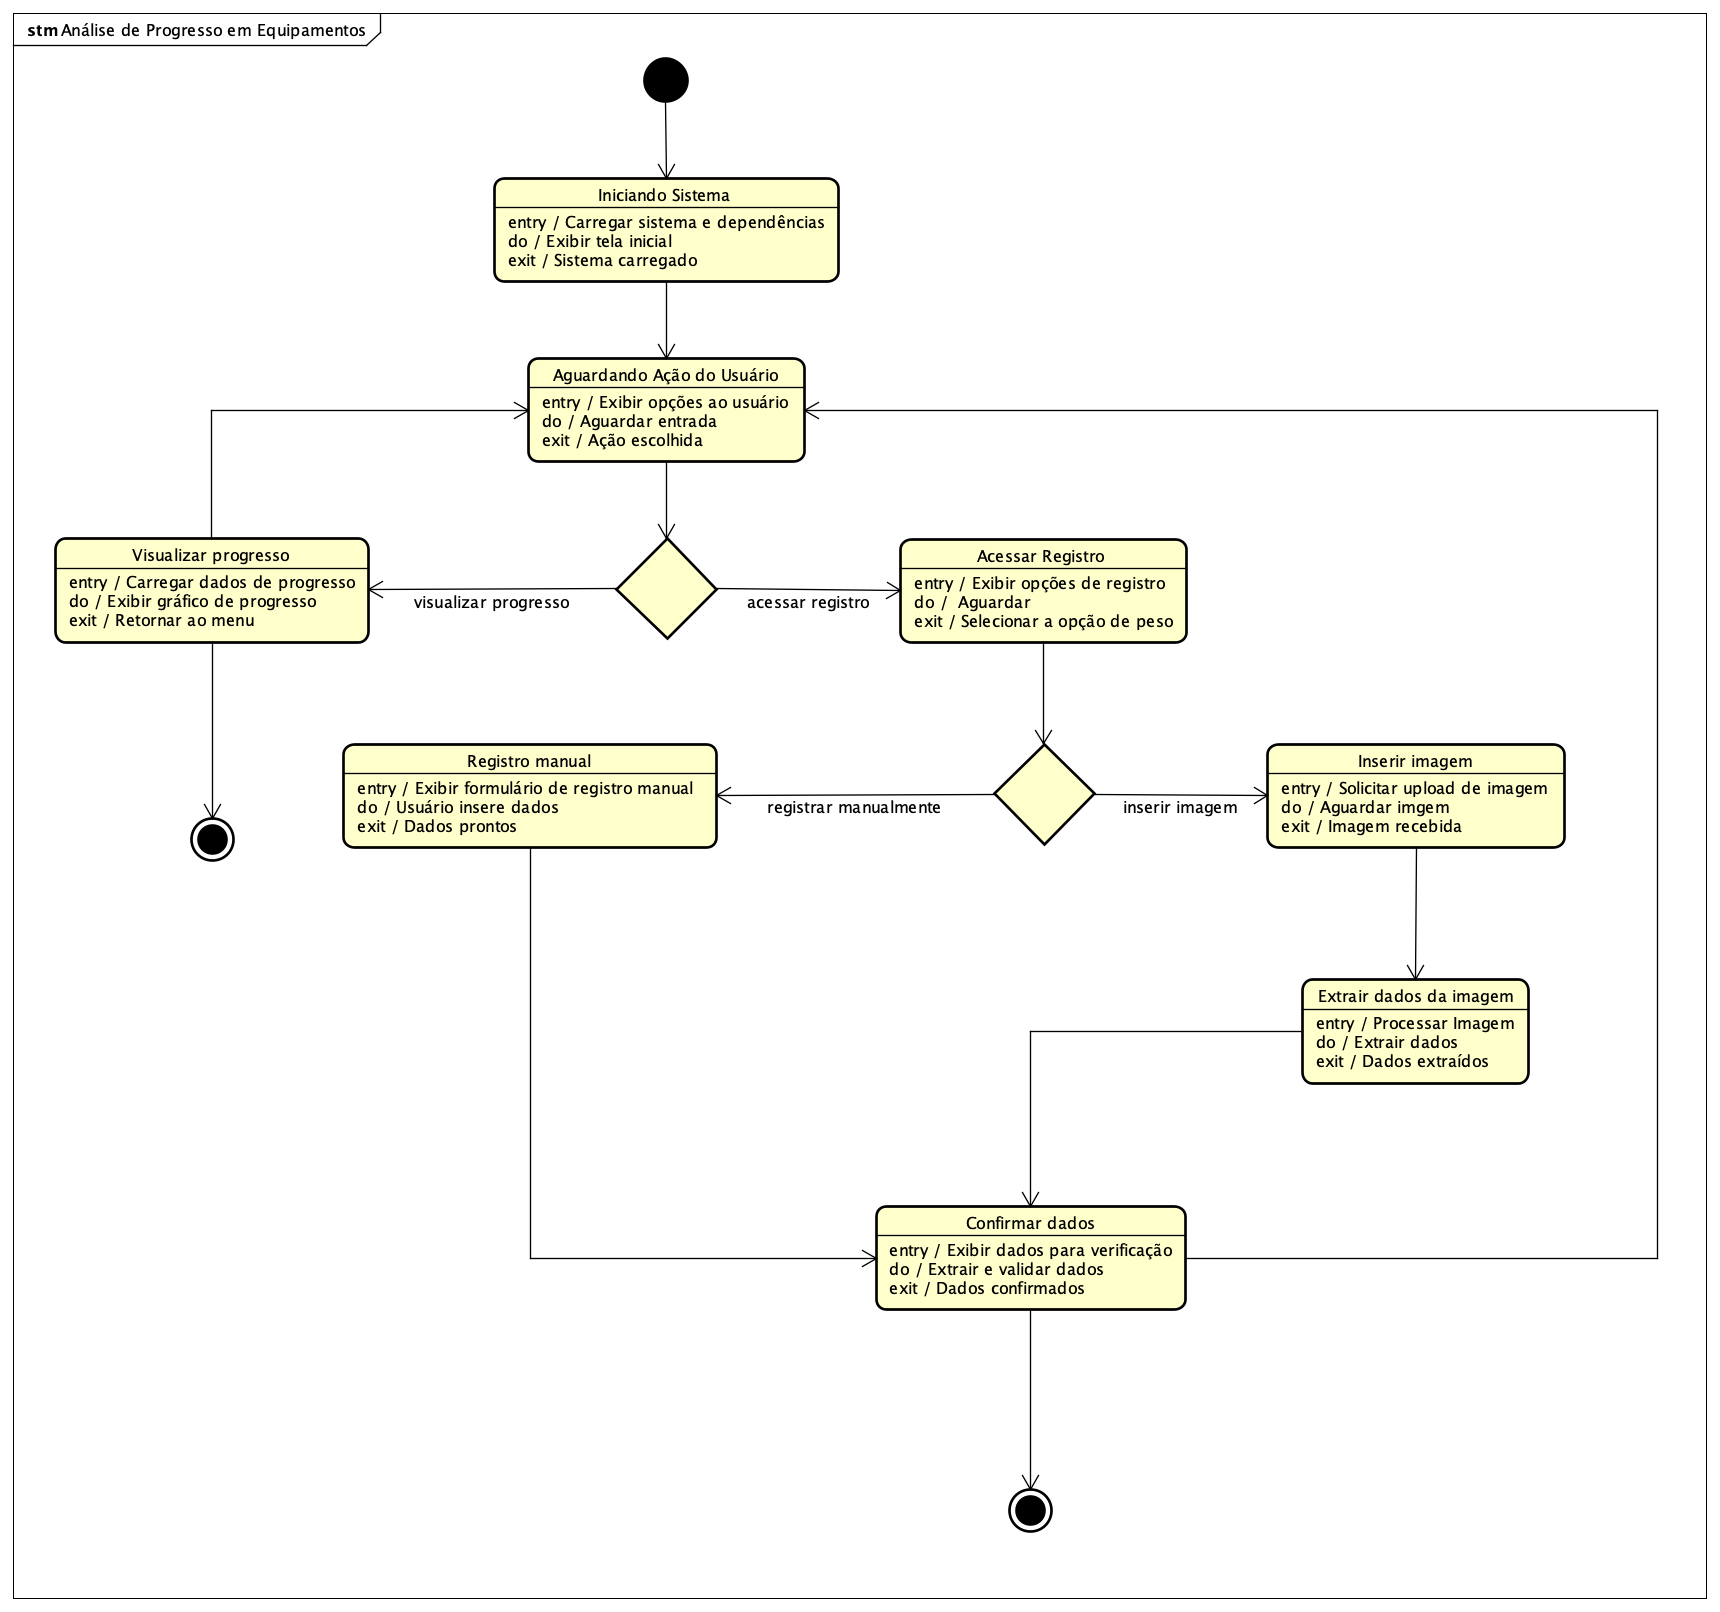 stm Análise de Progresso em Equipamentos
Iniciando Sistema
entry / Carregar sistema e dependências
do / Exibir tela inicial
exit / Sistema carregado
Aguardando Ação do Usuário
entry / Exibir opções ao usuário
do / Aguardar entrada
exit / Ação escolhida
Visualizar progresso
entry / Carregar dados de progresso
do / Exibir gráfico de progresso
exit / Retornar ao menu
visualizar progresso
acessar registro
Acessar Registro
entry / Exibir opções de registro
do /  Aguardar
exit / Selecionar a opção de peso
Registro manual
entry / Exibir formulário de registro manual
do / Usuário insere dados
exit / Dados prontos
registrar manualmente
inserir imagem
Inserir imagem
entry / Solicitar upload de imagem
do / Aguardar imgem
exit / Imagem recebida
Extrair dados da imagem
entry / Processar Imagem
do / Extrair dados
exit / Dados extraídos
Confirmar dados
entry / Exibir dados para verificação
do / Extrair e validar dados
exit / Dados confirmados